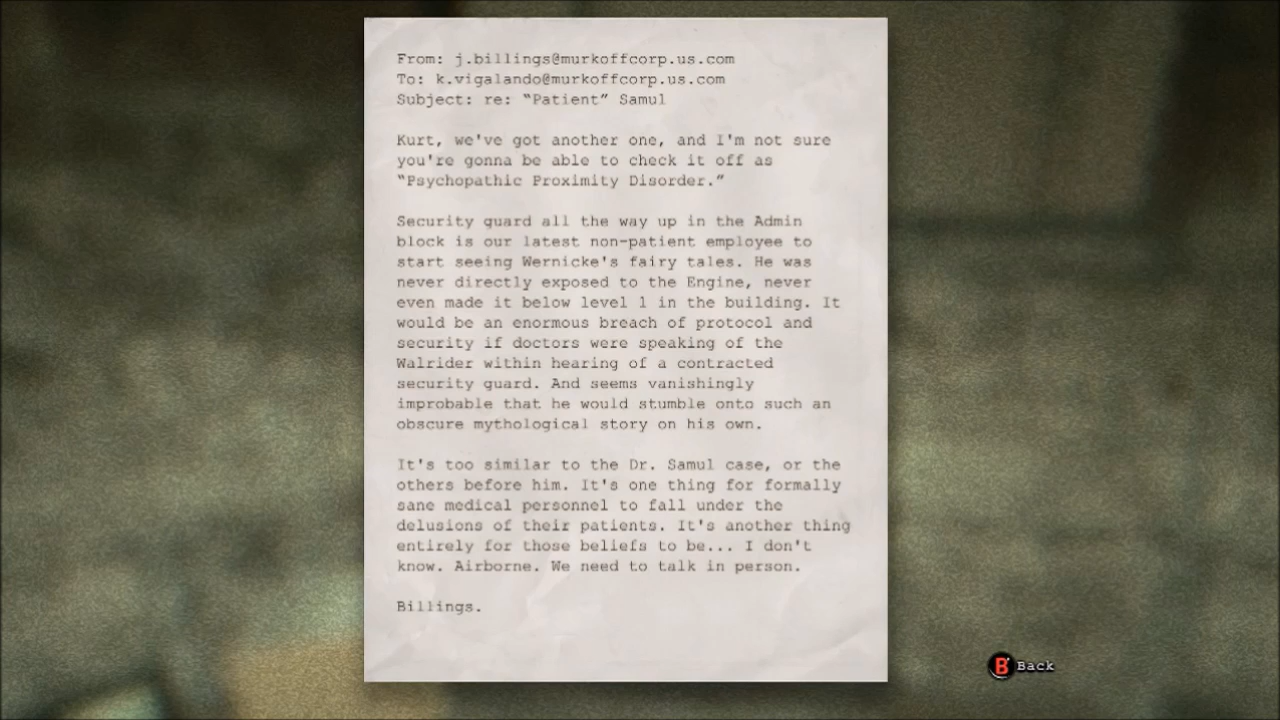 From: j.billings@murkoffcorp.us.com
To: k.vigalando@murkoffcorp.us.com
Subject: re: “Patient” Samul
Kurt, we've got another one, and I'm not sure
you're gonna be able to check it off as
“Psychopathic Proximity Disorder.”
Security guard all the way up in the Admin
block is our latest non-patient employee to
start seeing Wernicke's fairy tales. He was
never directly exposed to the Engine, never
even made it below level 1 in the building. It
would be an enormous breach of protocol and
security if doctors were speaking of the
Walrider within hearing of a contracted
security guard. And seems vanishingly
improbable that he would stumble onto such an
obscure mythological story on his own.
It's too similar to the Dr. Samul case, or the
others before him. It's one thing for formally
sane medical personnel to fall under the
delusions of their patients. It's another thing
entirely for those beliefs to be... I don't
know. Airborne. We need to talk in person.
Billings.
B Back